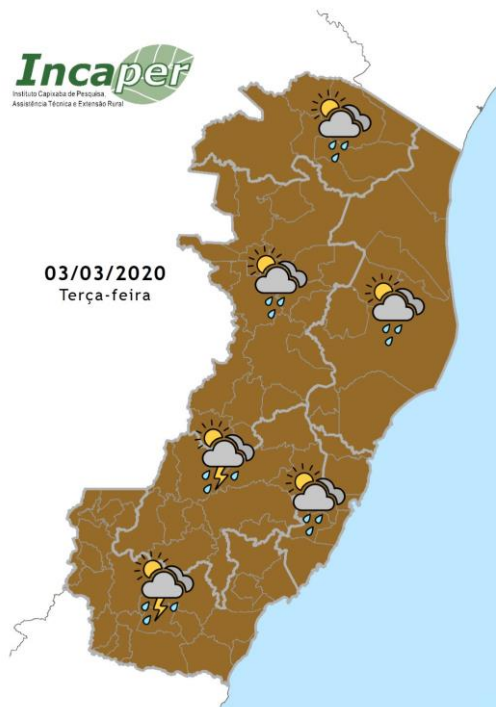 Incaper
Instituto Capixaba de Pesquisa,
Assistência Técnica e Extensão Rural
03/03/2020
Terça-feira